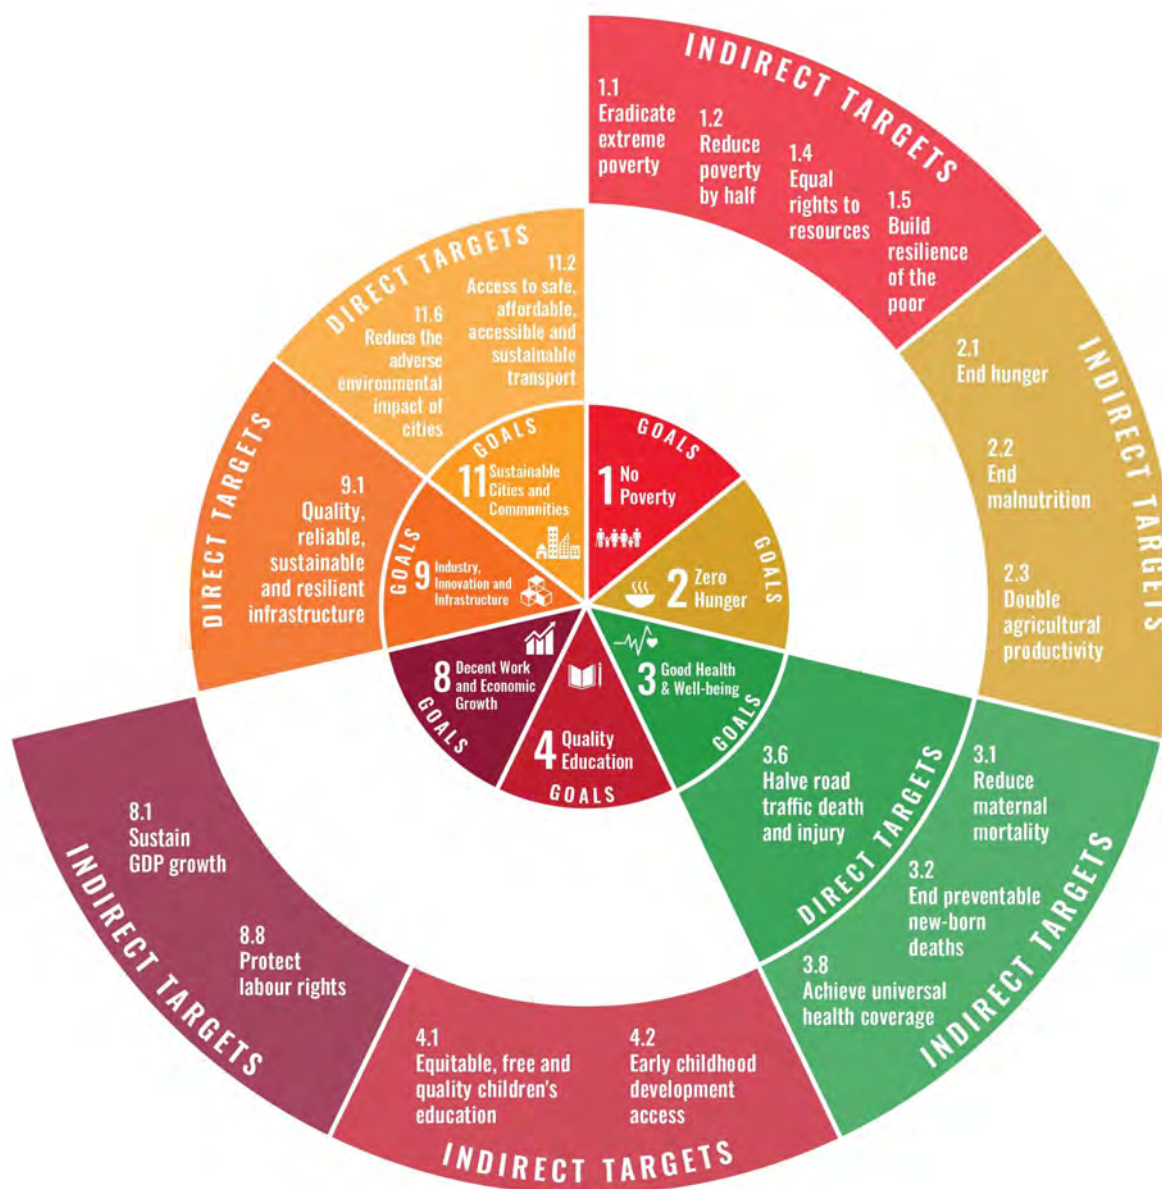 INDIRECT TARGETS
1.1
Eradicate
extreme
poverty
1.2
Reduce
poverty
by half
1.4
Equal
rights to
resources
1.5
Build
resilience
of the
poor
INDIRECT TARGETS
2.1
End hunger
2.2
End
malnutrition
2.3
Double
agricultural
productivity
DIRECT TARGETS
3.6
Halve road
traffic death
and injury
INDIRECT TARGETS
3.1
Reduce
maternal
mortality
3.2
End preventable
new-born
deaths
3.8
Achieve universal
health coverage
4.1
Equitable, free and
quality children's
education
4.2
Early childhood
development
access
INDIRECT TARGETS
8.1
Sustain
GDP growth
8.8
Protect
labour rights
INDIRECT TARGETS
DIRECT TARGETS
9.1
Quality,
reliable,
sustainable
and resilient
infrastructure
DIRECT TARGETS
11.6
Reduce the
adverse
environmental
impact of
cities
11.2
Access to safe,
affordable,
accessible and
sustainable
transport
GOALS
1 No
Poverty
GOALS
2 Zero
Hunger
GOALS
3 Good Health
& Well-being
GOALS
4 Quality
Education
GOALS
8 Decent Work
and Economic
Growth
GOALS
9 Industry,
Innovation and
Infrastructure
GOALS
11 Sustainable
Cities and
Communities